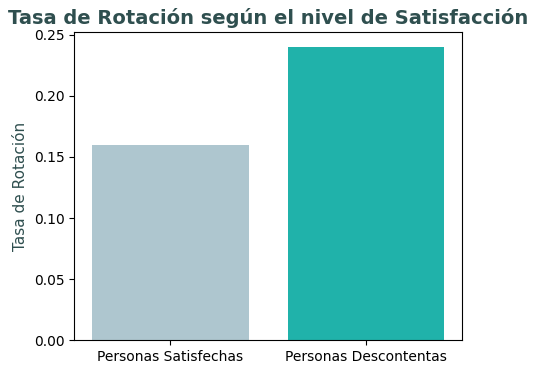 Tasa de Rotación según el nivel de Satisfacción
0.25
0.20
0.15
0.10
0.05
0.00
Tasa de Rotación
Personas Satisfechas
Personas Descontentas